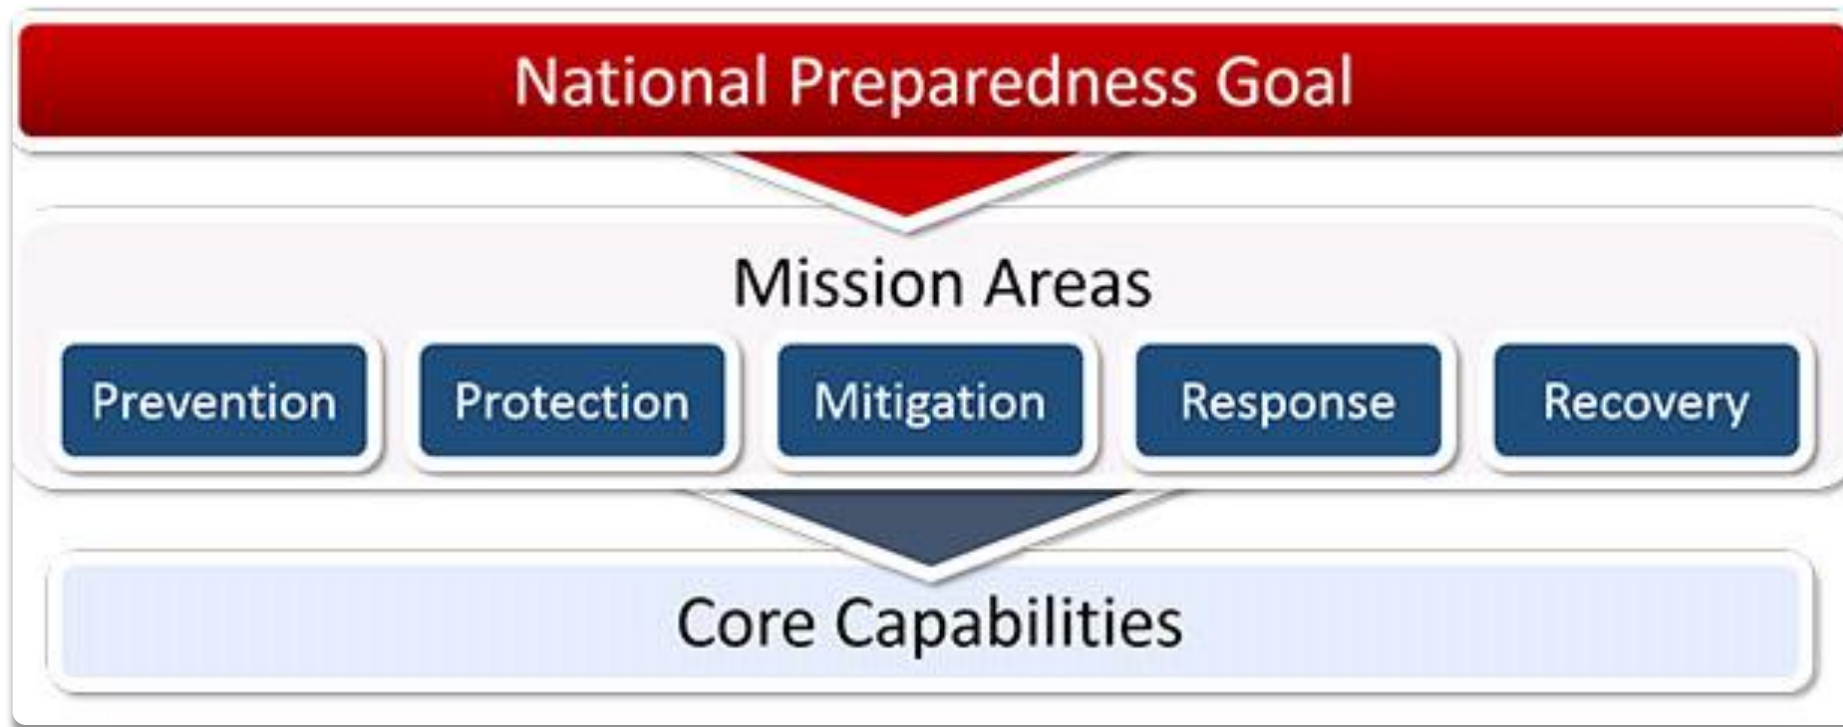 National Preparedness Goal
Mission Areas
Prevention
Protection
Mitigation
Response
Recovery
Core Capabilities